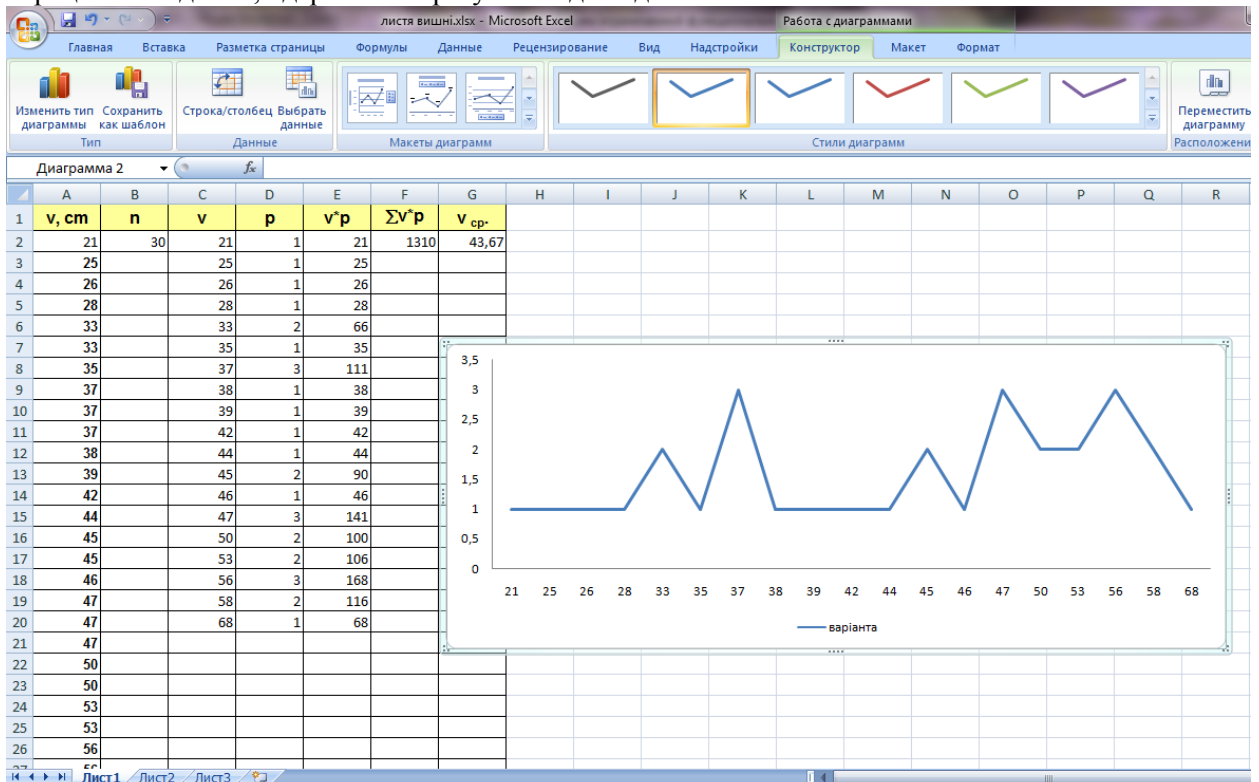 листя вишні.xlsx - Microsoft Excel
Работа с диаграммами
Главная Вставка Разметка страницы Формулы Данные Рецензирование Вид Надстройки Конструктор Макет Формат
Изменить тип диаграммы Сохранить как шаблон Строка/столбец Выбрать данные Переместить диаграмму
Тип Данные Макеты диаграмм Стили диаграмм
Диаграмма 2 fx
A B C D E F G H I J K L M N O P Q R
1 v, cm n v p v*p ∑v*p v ср.
2 21 30 21 1 21 1310 43,67
3 25 25 1 25
4 26 26 1 26
5 28 28 1 28
6 33 33 2 66
7 33 35 1 35
8 35 37 3 111
9 37 38 1 38
10 37 39 1 39
11 37 42 1 42
12 38 44 1 44
13 39 45 2 90
14 42 46 1 46
15 44 47 3 141
16 45 50 2 100
17 45 53 2 106
18 46 56 3 168
19 47 58 2 116
20 47 68 1 68
21 47
22 50
23 50
24 53
25 53
26 56
3,5
3
2,5
2
1,5
1
0,5
0
21 25 26 28 33 35 37 38 39 42 44 45 46 47 50 53 56 58 68
варіанта
Лист1 Лист2 Лист3